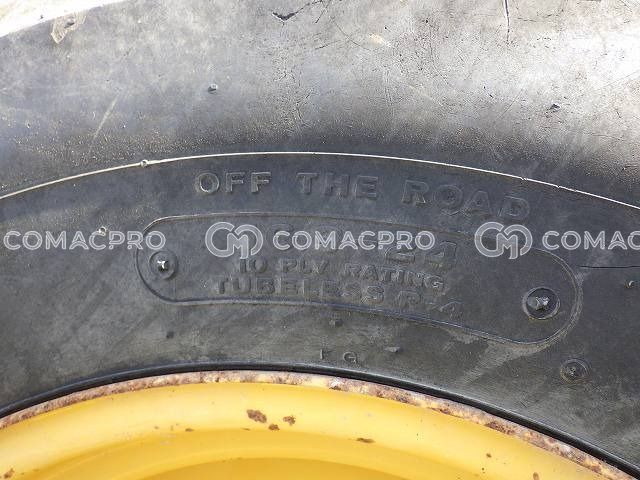 OFF THE ROAD
COMACPRO COMACPRO COMAC
24
10 PLY RATING
TUBELESS R-4